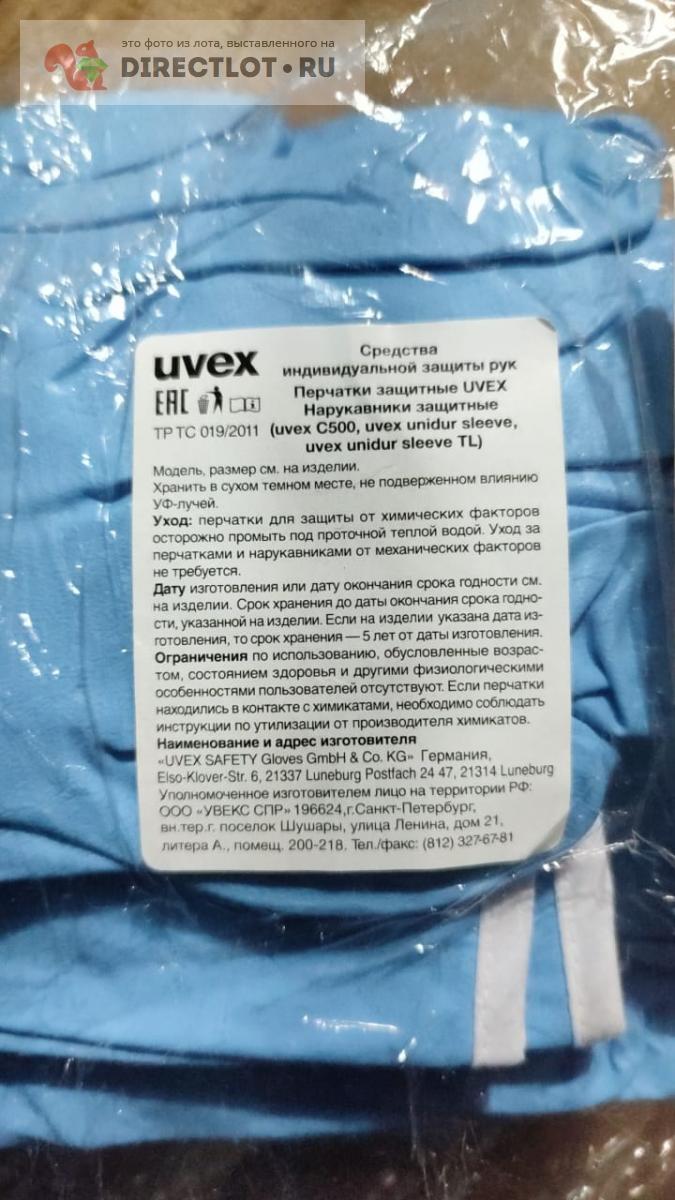 это фото из лота, выставленного на
DIRECTLOT.RU
uvex
Средства
индивидуальной защиты рук
Перчатки защитные UVEX
Нарукавники защитные
(uvex C500, uvex unidur sleeve,
uvex unidur sleeve TL)
EAC
ТР ТС 019/2011
Модель, размер см. на изделии.
Хранить в сухом темном месте, не подверженном влиянию
УФ-лучей.
Уход: перчатки для защиты от химических факторов
осторожно промыть под проточной теплой водой. Уход за
перчатками и нарукавниками от механических факторов
не требуется.
Дату изготовления или дату окончания срока годности см.
на изделии. Срок хранения до даты окончания срока годно-
сти, указанной на изделии. Если на изделии указана дата из-
готовления, то срок хранения — 5 лет от даты изготовления.
Ограничения по использованию, обусловленные возрас-
том, состоянием здоровья и другими физиологическими
особенностями пользователей отсутствуют. Если перчатки
находились в контакте с химикатами, необходимо соблюдать
инструкции по утилизации от производителя химикатов.
Наименование и адрес изготовителя
«UVEX SAFETY Gloves GmbH & Co. KG» Германия,
Elso-Klover-Str. 6, 21337 Luneburg Postfach 24 47, 21314 Luneburg
Уполномоченное изготовителем лицо на территории РФ:
ООО «УВЕКС СПР» 196624,г.Санкт-Петербург,
вн.тер.г. поселок Шушары, улица Ленина, дом 21,
литера А., помещ. 200-218. Тел./факс: (812) 327-67-81